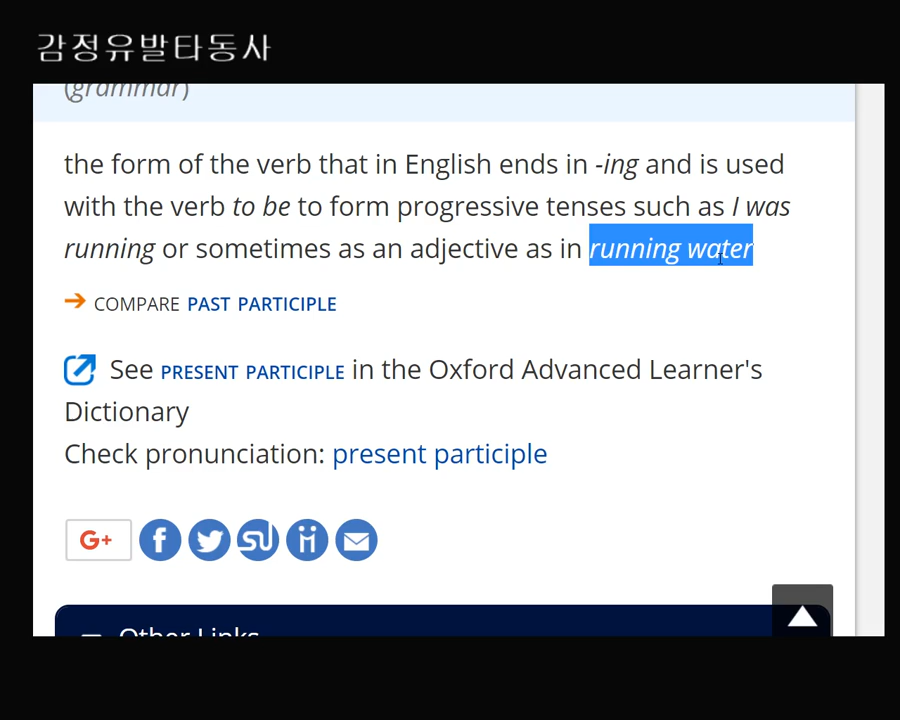 감정유발타동사
(grammar)
the form of the verb that in English ends in -ing and is used
with the verb to be to form progressive tenses such as I was
running or sometimes as an adjective as in running water
COMPARE PAST PARTICIPLE
See PRESENT PARTICIPLE in the Oxford Advanced Learner's
Dictionary
Check pronunciation: present participle
G+
Other Links